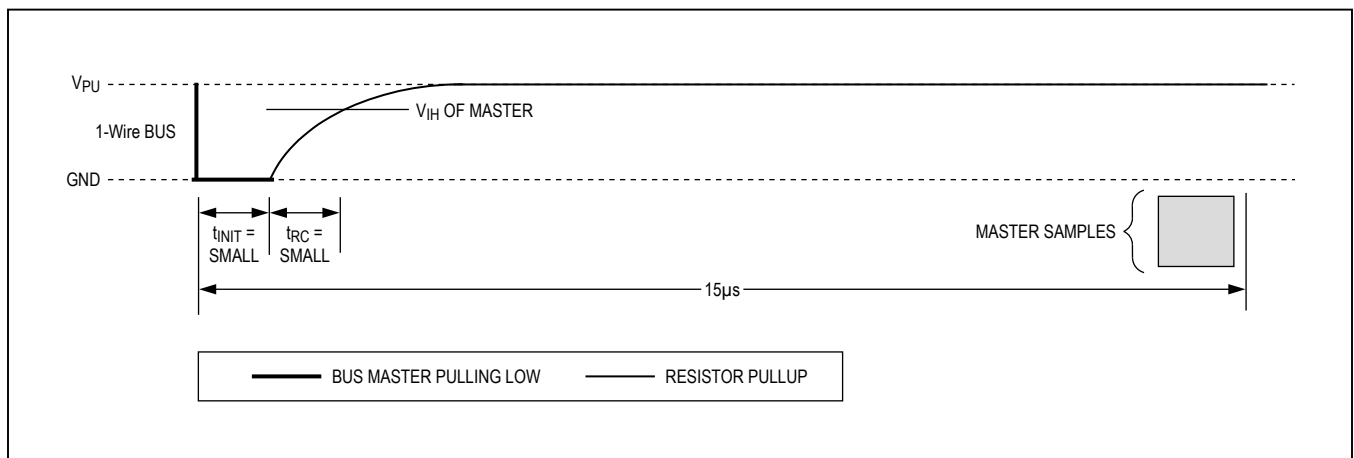 VPU
1-Wire BUS
VIH OF MASTER
GND
tINIT =
SMALL
tRC =
SMALL
MASTER SAMPLES
15µs
BUS MASTER PULLING LOW
RESISTOR PULLUP